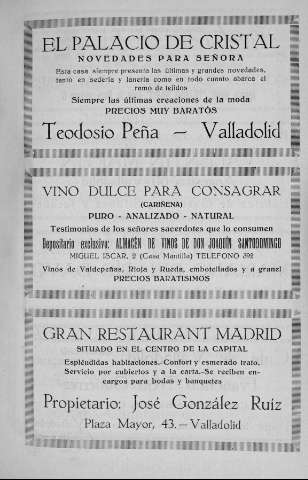 EL PALACIO DE CRISTAL
NOVEDADES PARA SEÑORA
Esta casa siempre presenta las últimas y grandes novedades,
tanto en sedería y lanería como en todo cuanto abarca el
ramo de tejidos
Siempre las últimas creaciones de la moda
PRECIOS MUY BARATOS
Teodosio Peña — Valladolid
VINO DULCE PARA CONSAGRAR
(CARIÑENA)
PURO - ANALIZADO - NATURAL
Testimonios de los señores sacerdotes que lo consumen
Depositario exclusivo: ALMACÉN DE VINOS DE DON JOAQUÍN SANTODOMINGO
MIGUEL ISCAR, 2 (Casa Mantilla) TELEFONO 392
Vinos de Valdepeñas, Rioja y Rueda, embotellados y a granel
PRECIOS BARATISIMOS
GRAN RESTAURANT MADRID
SITUADO EN EL CENTRO DE LA CAPITAL
Espléndidas habitaciones.-Confort y esmerado trato.
Servicio por cubiertos y a la carta.-Se reciben en-
cargos para bodas y banquetes
Propietario: José González Ruiz
Plaza Mayor, 43.—Valladolid